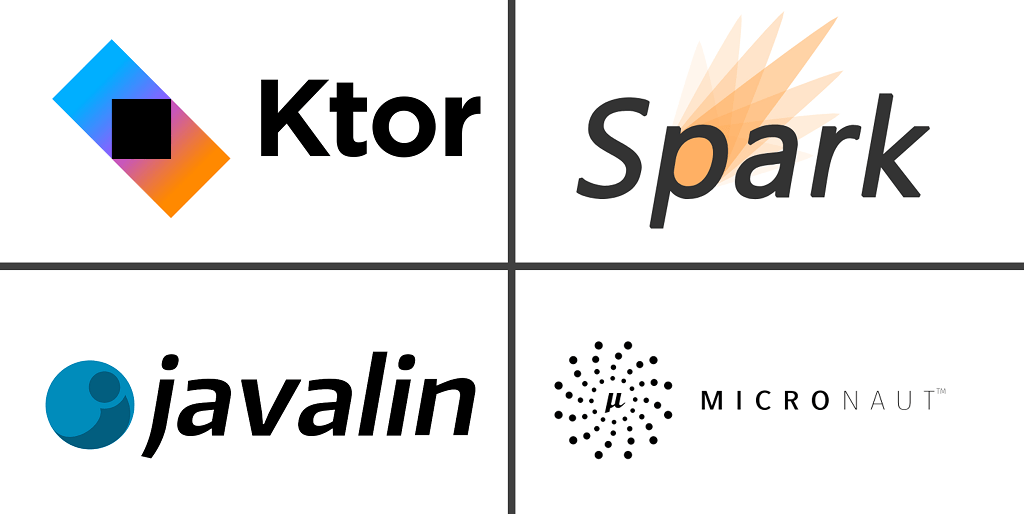 Ktor
Spark
javalin
μ
MICRONAUT™